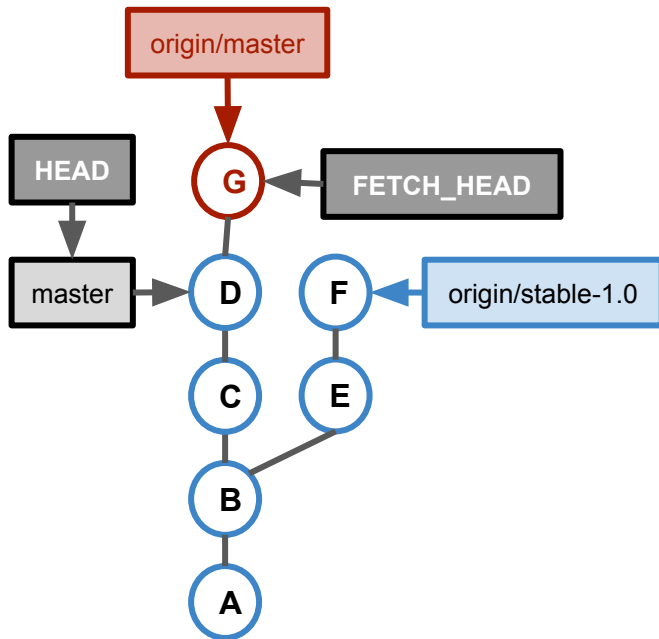 origin/master
HEAD
G
FETCH_HEAD
master
D
F
origin/stable-1.0
C
E
B
A